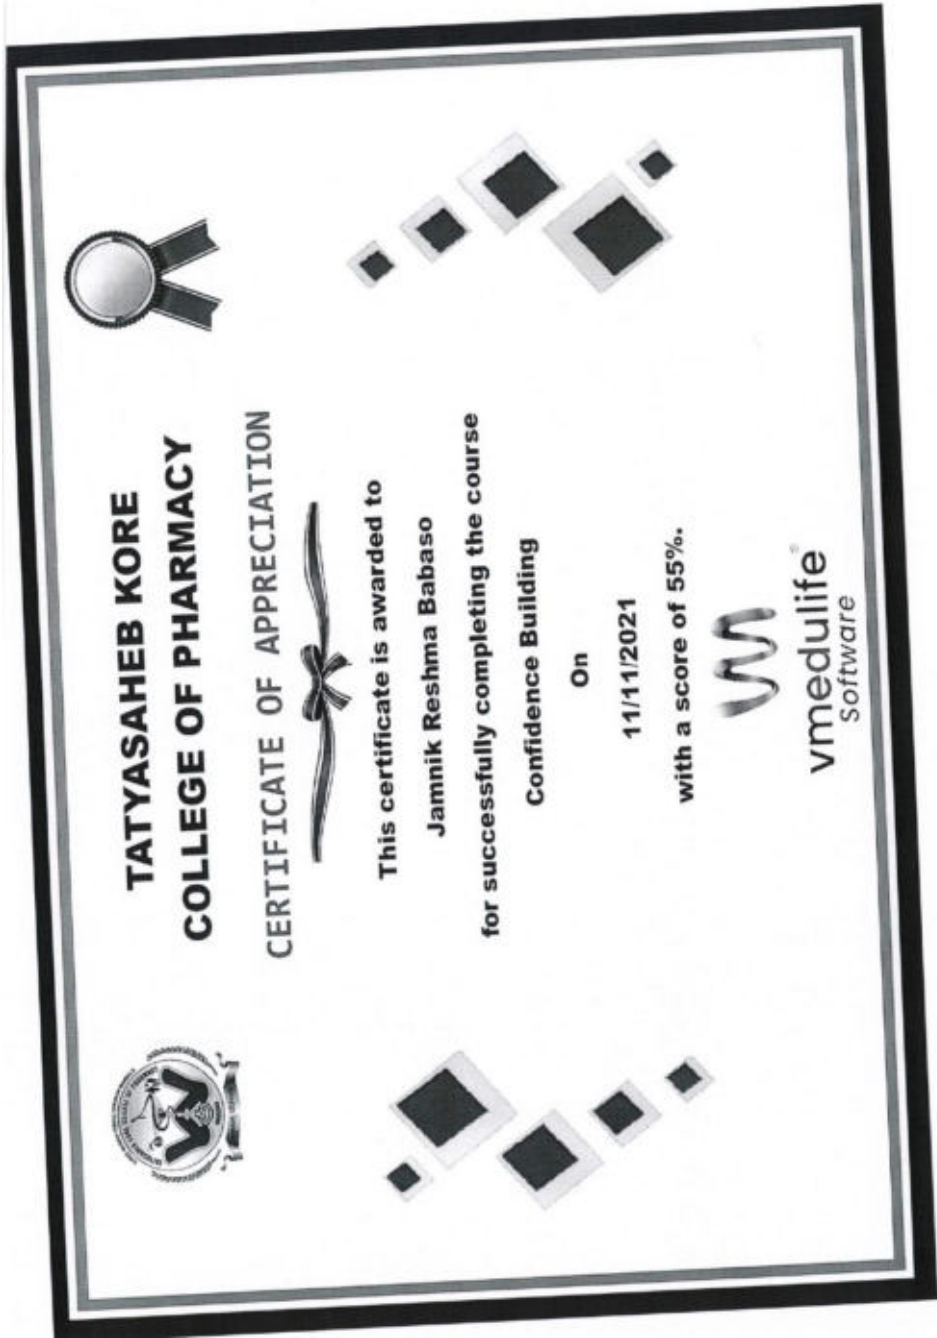 TATYASAHEB KORE
COLLEGE OF PHARMACY
CERTIFICATE OF APPRECIATION
This certificate is awarded to
Jamnik Reshma Babaso
for successfully completing the course
Confidence Building
On
11/11/2021
with a score of 55%.
vmedulife®
Software